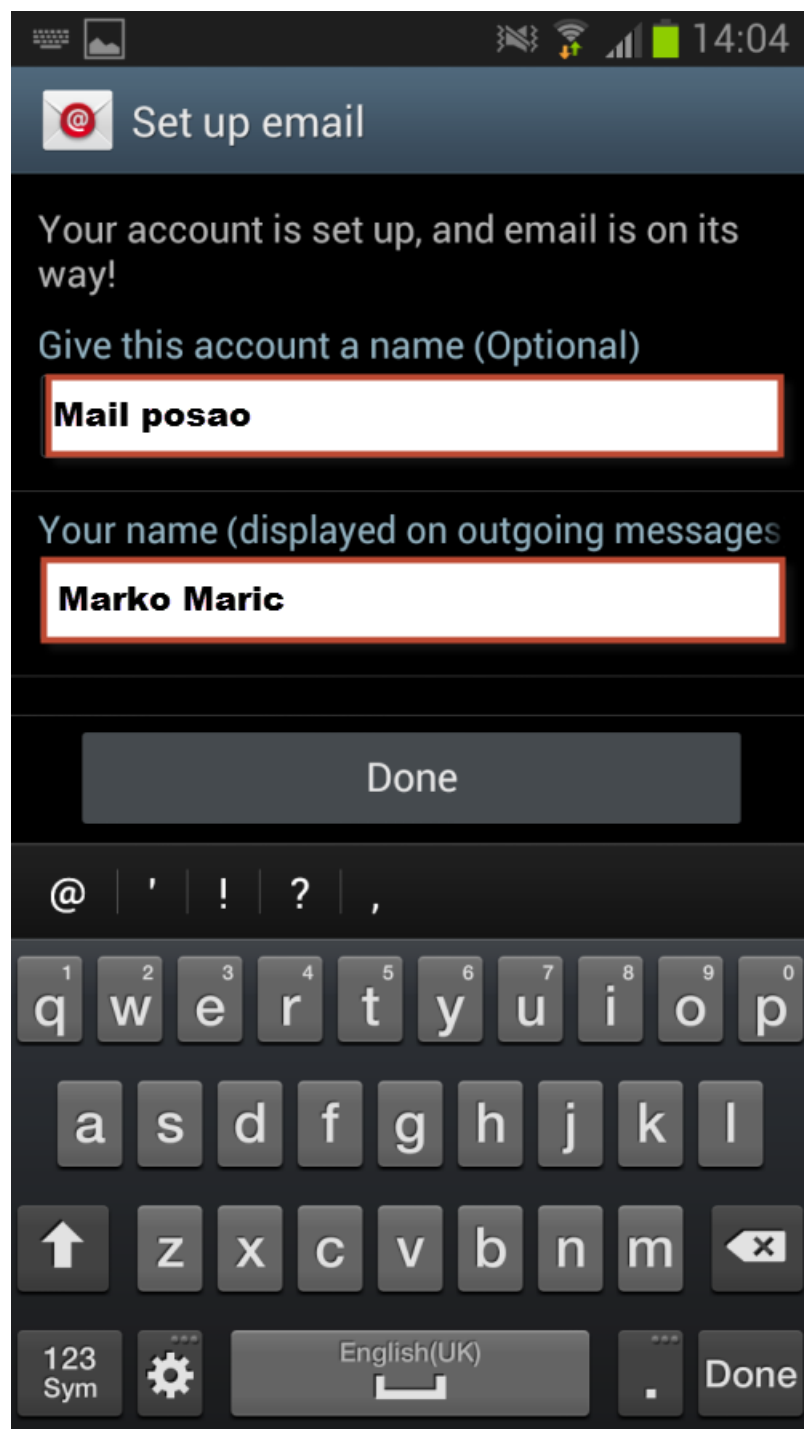 14:04
Set up email
Your account is set up, and email is on its
way!
Give this account a name (Optional)
Mail posao
Your name (displayed on outgoing messages
Marko Maric
Done
@ ' ! ? ,
1 2 3 4 5 6 7 8 9 0
q w e r t y u i o p
a s d f g h j k l
z x c v b n m
123
Sym
English(UK)
.
Done